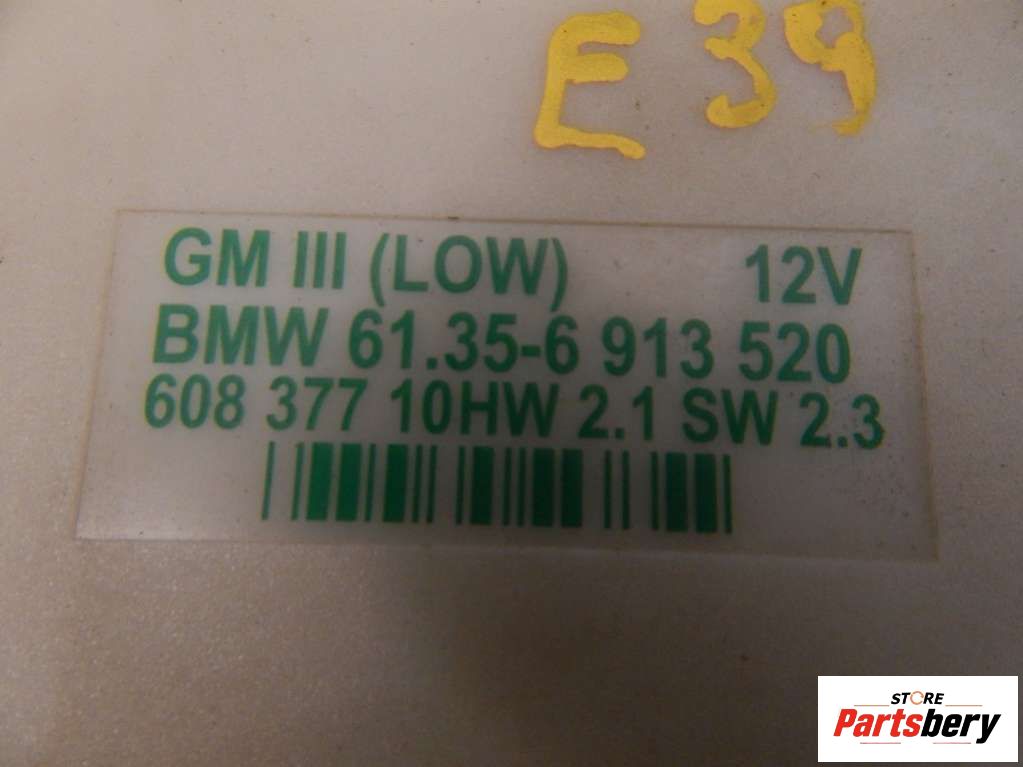 E 39
GM III (LOW) 12V
BMW 61.35-6 913 520
608 377 10HW 2.1 SW 2.3
STORE
Partsbery